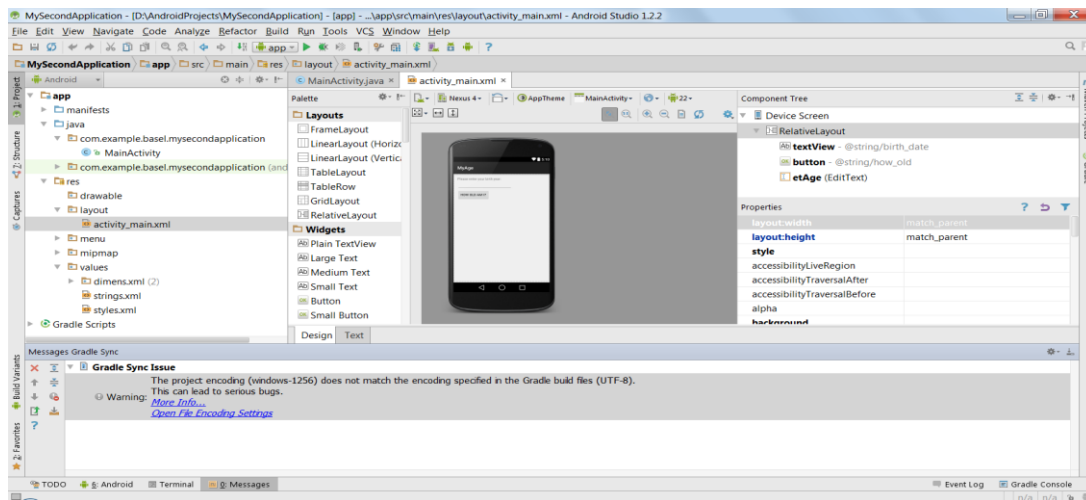 MySecondApplication - [D:\AndroidProjects\MySecondApplication] - [app] - ...\app\src\main\res\layout\activity_main.xml - Android Studio 1.2.2
File Edit View Navigate Code Analyze Refactor Build Run Tools VCS Window Help
app
MySecondApplication app src main res layout activity_main.xml
Android
MainActivity.java
activity_main.xml
1: Project
Z: Structure
Captures
Build Variants
2: Favorites
app
manifests
java
com.example.basel.mysecondapplication
MainActivity
com.example.basel.mysecondapplication (and
res
drawable
layout
activity_main.xml
menu
mipmap
values
dimens.xml (2)
strings.xml
styles.xml
Gradle Scripts
Palette
Layouts
FrameLayout
LinearLayout (Horizo
LinearLayout (Vertic
TableLayout
TableRow
GridLayout
RelativeLayout
Widgets
Plain TextView
Large Text
Medium Text
Small Text
Button
Small Button
Design Text
Nexus 4 AppTheme MainActivity 22
MyAge
Component Tree
Device Screen
RelativeLayout
textView - @string/birth_date
button - @string/how_old
etAge (EditText)
Properties
layout:width match_parent
layout:height match_parent
style
accessibilityLiveRegion
accessibilityTraversalAfter
accessibilityTraversalBefore
alpha
background
Messages Gradle Sync
Gradle Sync Issue
Warning:
The project encoding (windows-1256) does not match the encoding specified in the Gradle build files (UTF-8).
This can lead to serious bugs.
More Info...
Open File Encoding Settings
TODO 6: Android Terminal 0: Messages Event Log Gradle Console
n/a n/a